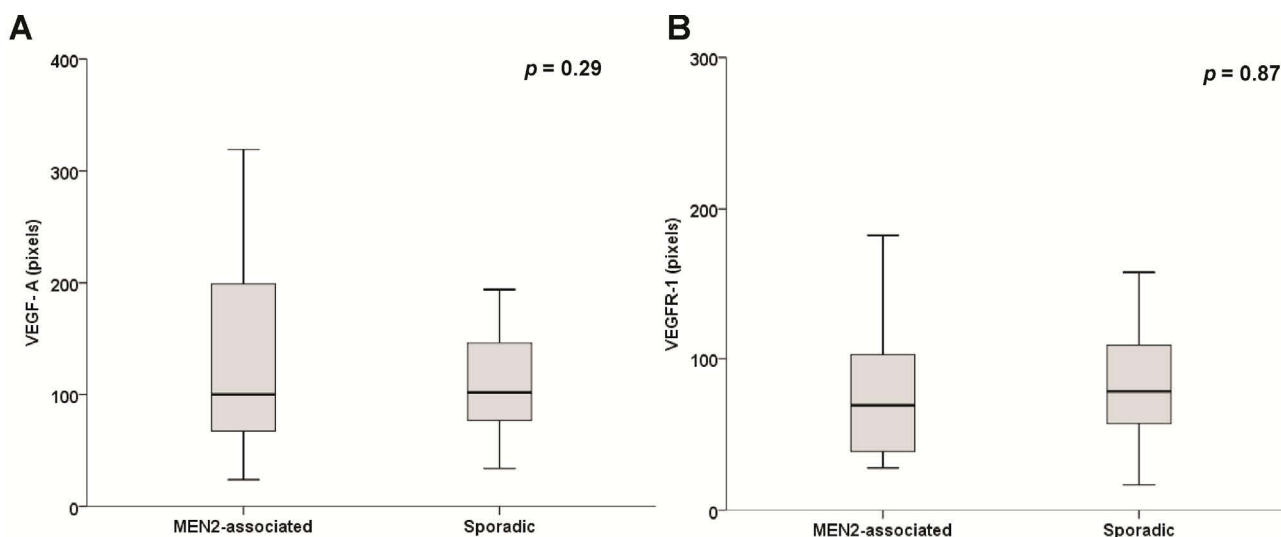 A
400
300
200
100
0
VEGF- A (pixels)
p = 0.29
MEN2-associated
Sporadic
B
300
200
100
0
VEGFR-1 (pixels)
p = 0.87
MEN2-associated
Sporadic